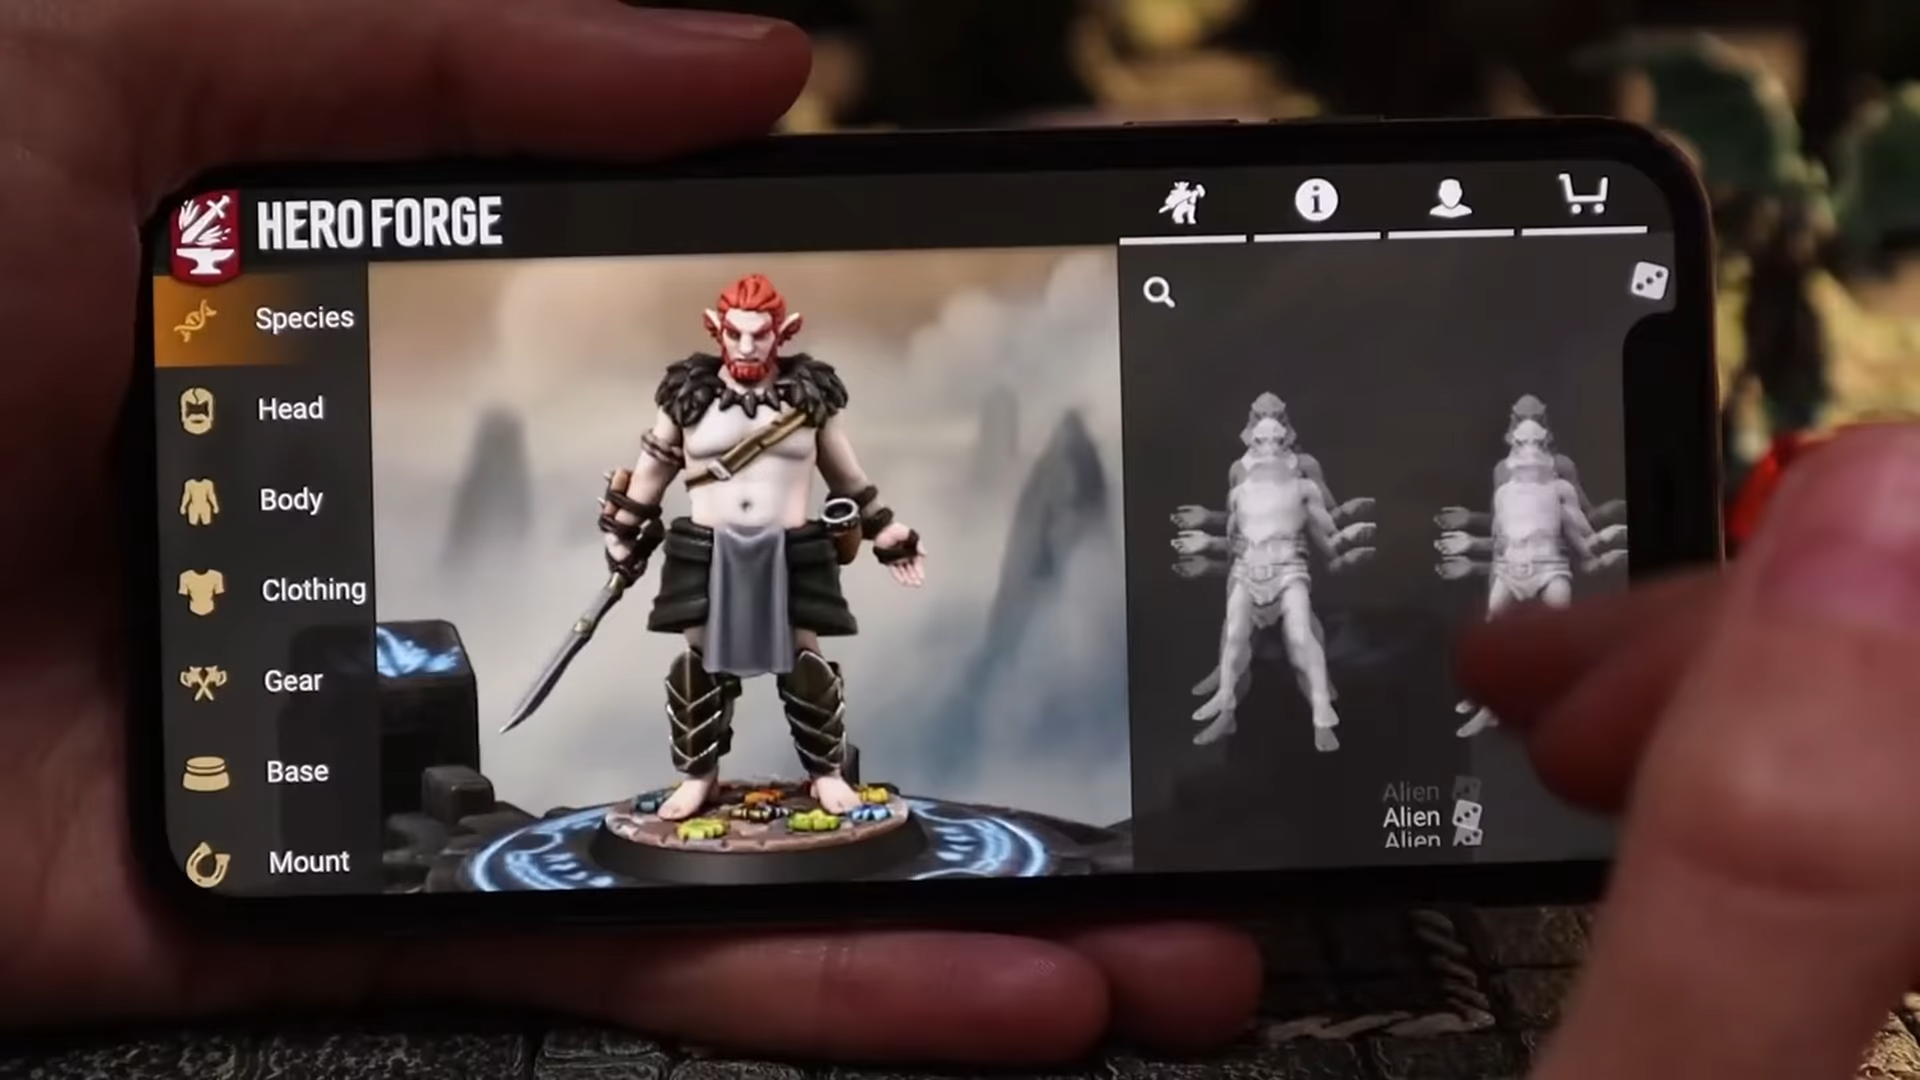 HERO FORGE
Species
Head
Body
Clothing
Gear
Base
Mount
Alien
Alien
Alien